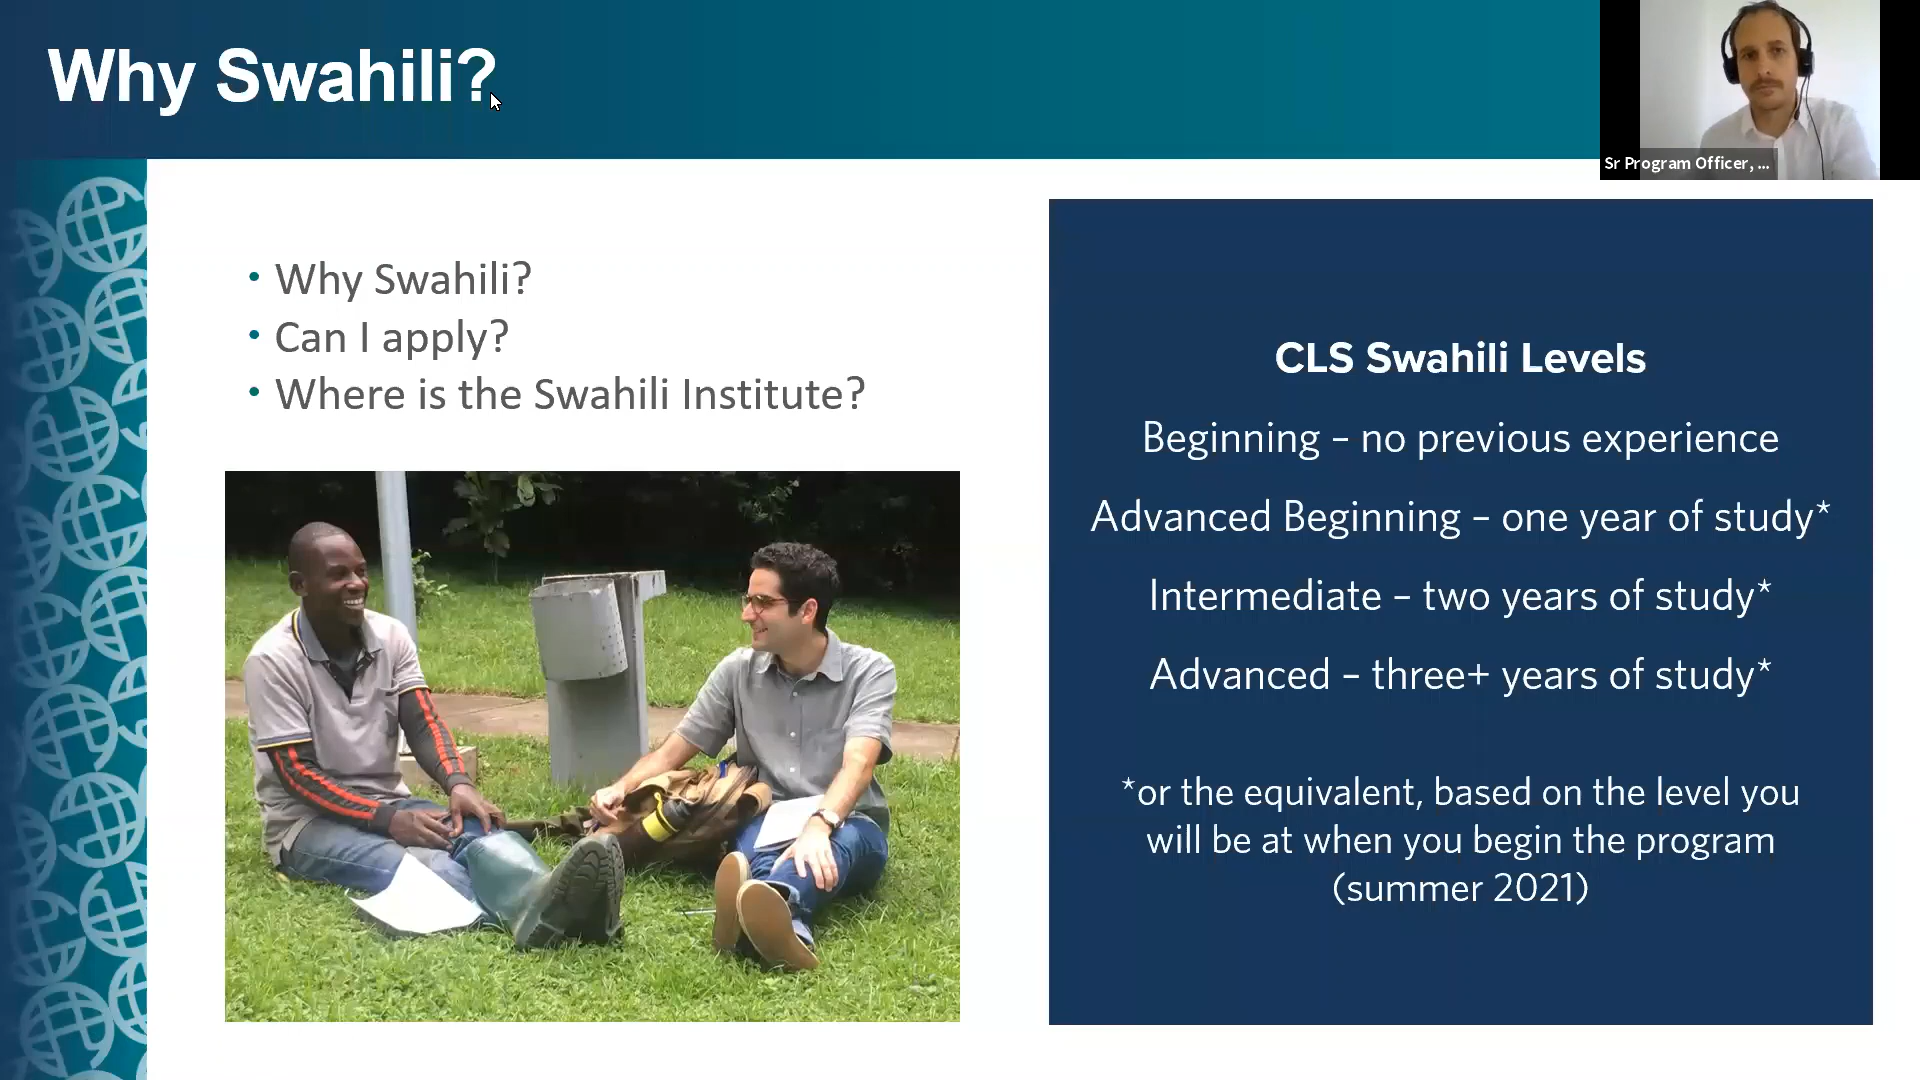 Why Swahili?
Sr Program Officer, ...
• Why Swahili?
• Can I apply?
• Where is the Swahili Institute?
CLS Swahili Levels
Beginning – no previous experience
Advanced Beginning – one year of study*
Intermediate – two years of study*
Advanced – three+ years of study*
*or the equivalent, based on the level you
will be at when you begin the program
(summer 2021)